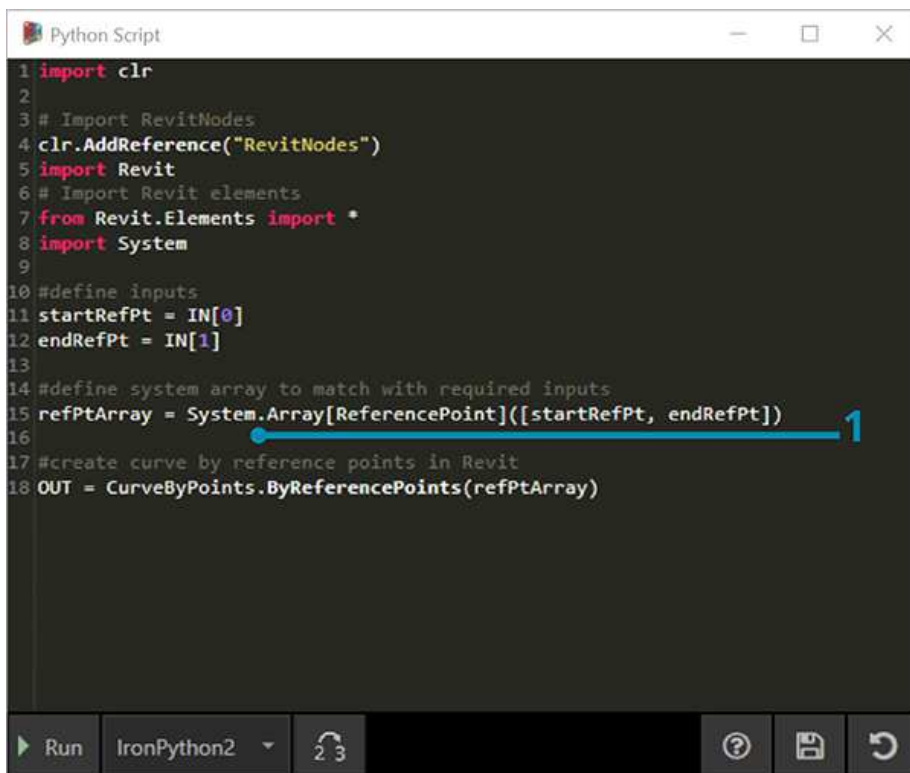 Python Script
1 import clr
2
3 # Import RevitNodes
4 clr.AddReference("RevitNodes")
5 import Revit
6 # Import Revit elements
7 from Revit.Elements import *
8 import System
9
10 #define inputs
11 startRefPt = IN[0]
12 endRefPt = IN[1]
13
14 #define system array to match with required inputs
15 refPtArray = System.Array[ReferencePoint]([startRefPt, endRefPt])
1
16
17 #create curve by reference points in Revit
18 OUT = CurveByPoints.ByReferencePoints(refPtArray)
Run IronPython2 2 3 ?